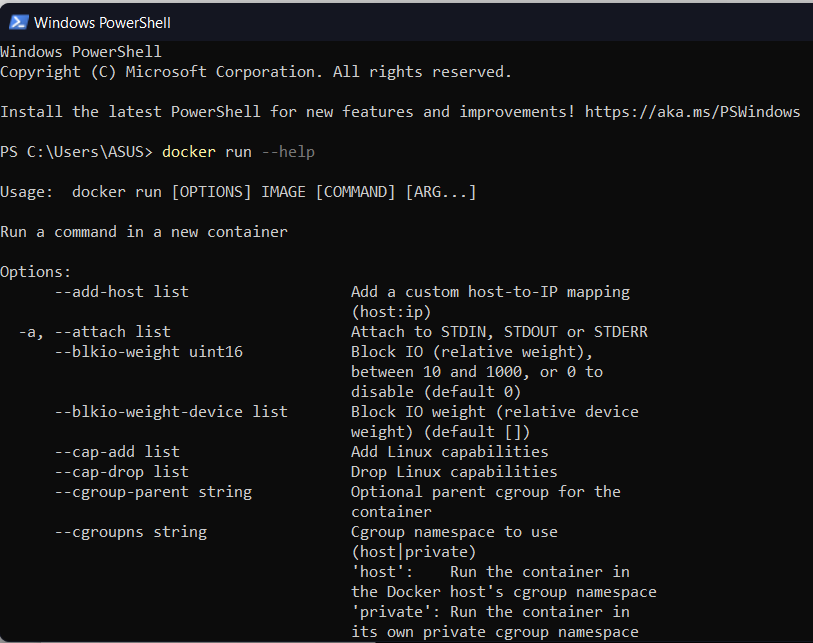 Windows PowerShell
Windows PowerShell
Copyright (C) Microsoft Corporation. All rights reserved.
Install the latest PowerShell for new features and improvements! https://aka.ms/PSWindows
PS C:\Users\ASUS> docker run --help
Usage:  docker run [OPTIONS] IMAGE [COMMAND] [ARG...]
Run a command in a new container
Options:
      --add-host list                  Add a custom host-to-IP mapping
                                       (host:ip)
  -a, --attach list                    Attach to STDIN, STDOUT or STDERR
      --blkio-weight uint16            Block IO (relative weight),
                                       between 10 and 1000, or 0 to
                                       disable (default 0)
      --blkio-weight-device list       Block IO weight (relative device
                                       weight) (default [])
      --cap-add list                   Add Linux capabilities
      --cap-drop list                  Drop Linux capabilities
      --cgroup-parent string           Optional parent cgroup for the
                                       container
      --cgroupns string                Cgroup namespace to use
                                       (host|private)
                                       'host':    Run the container in
                                       the Docker host's cgroup namespace
                                       'private': Run the container in
                                       its own private cgroup namespace